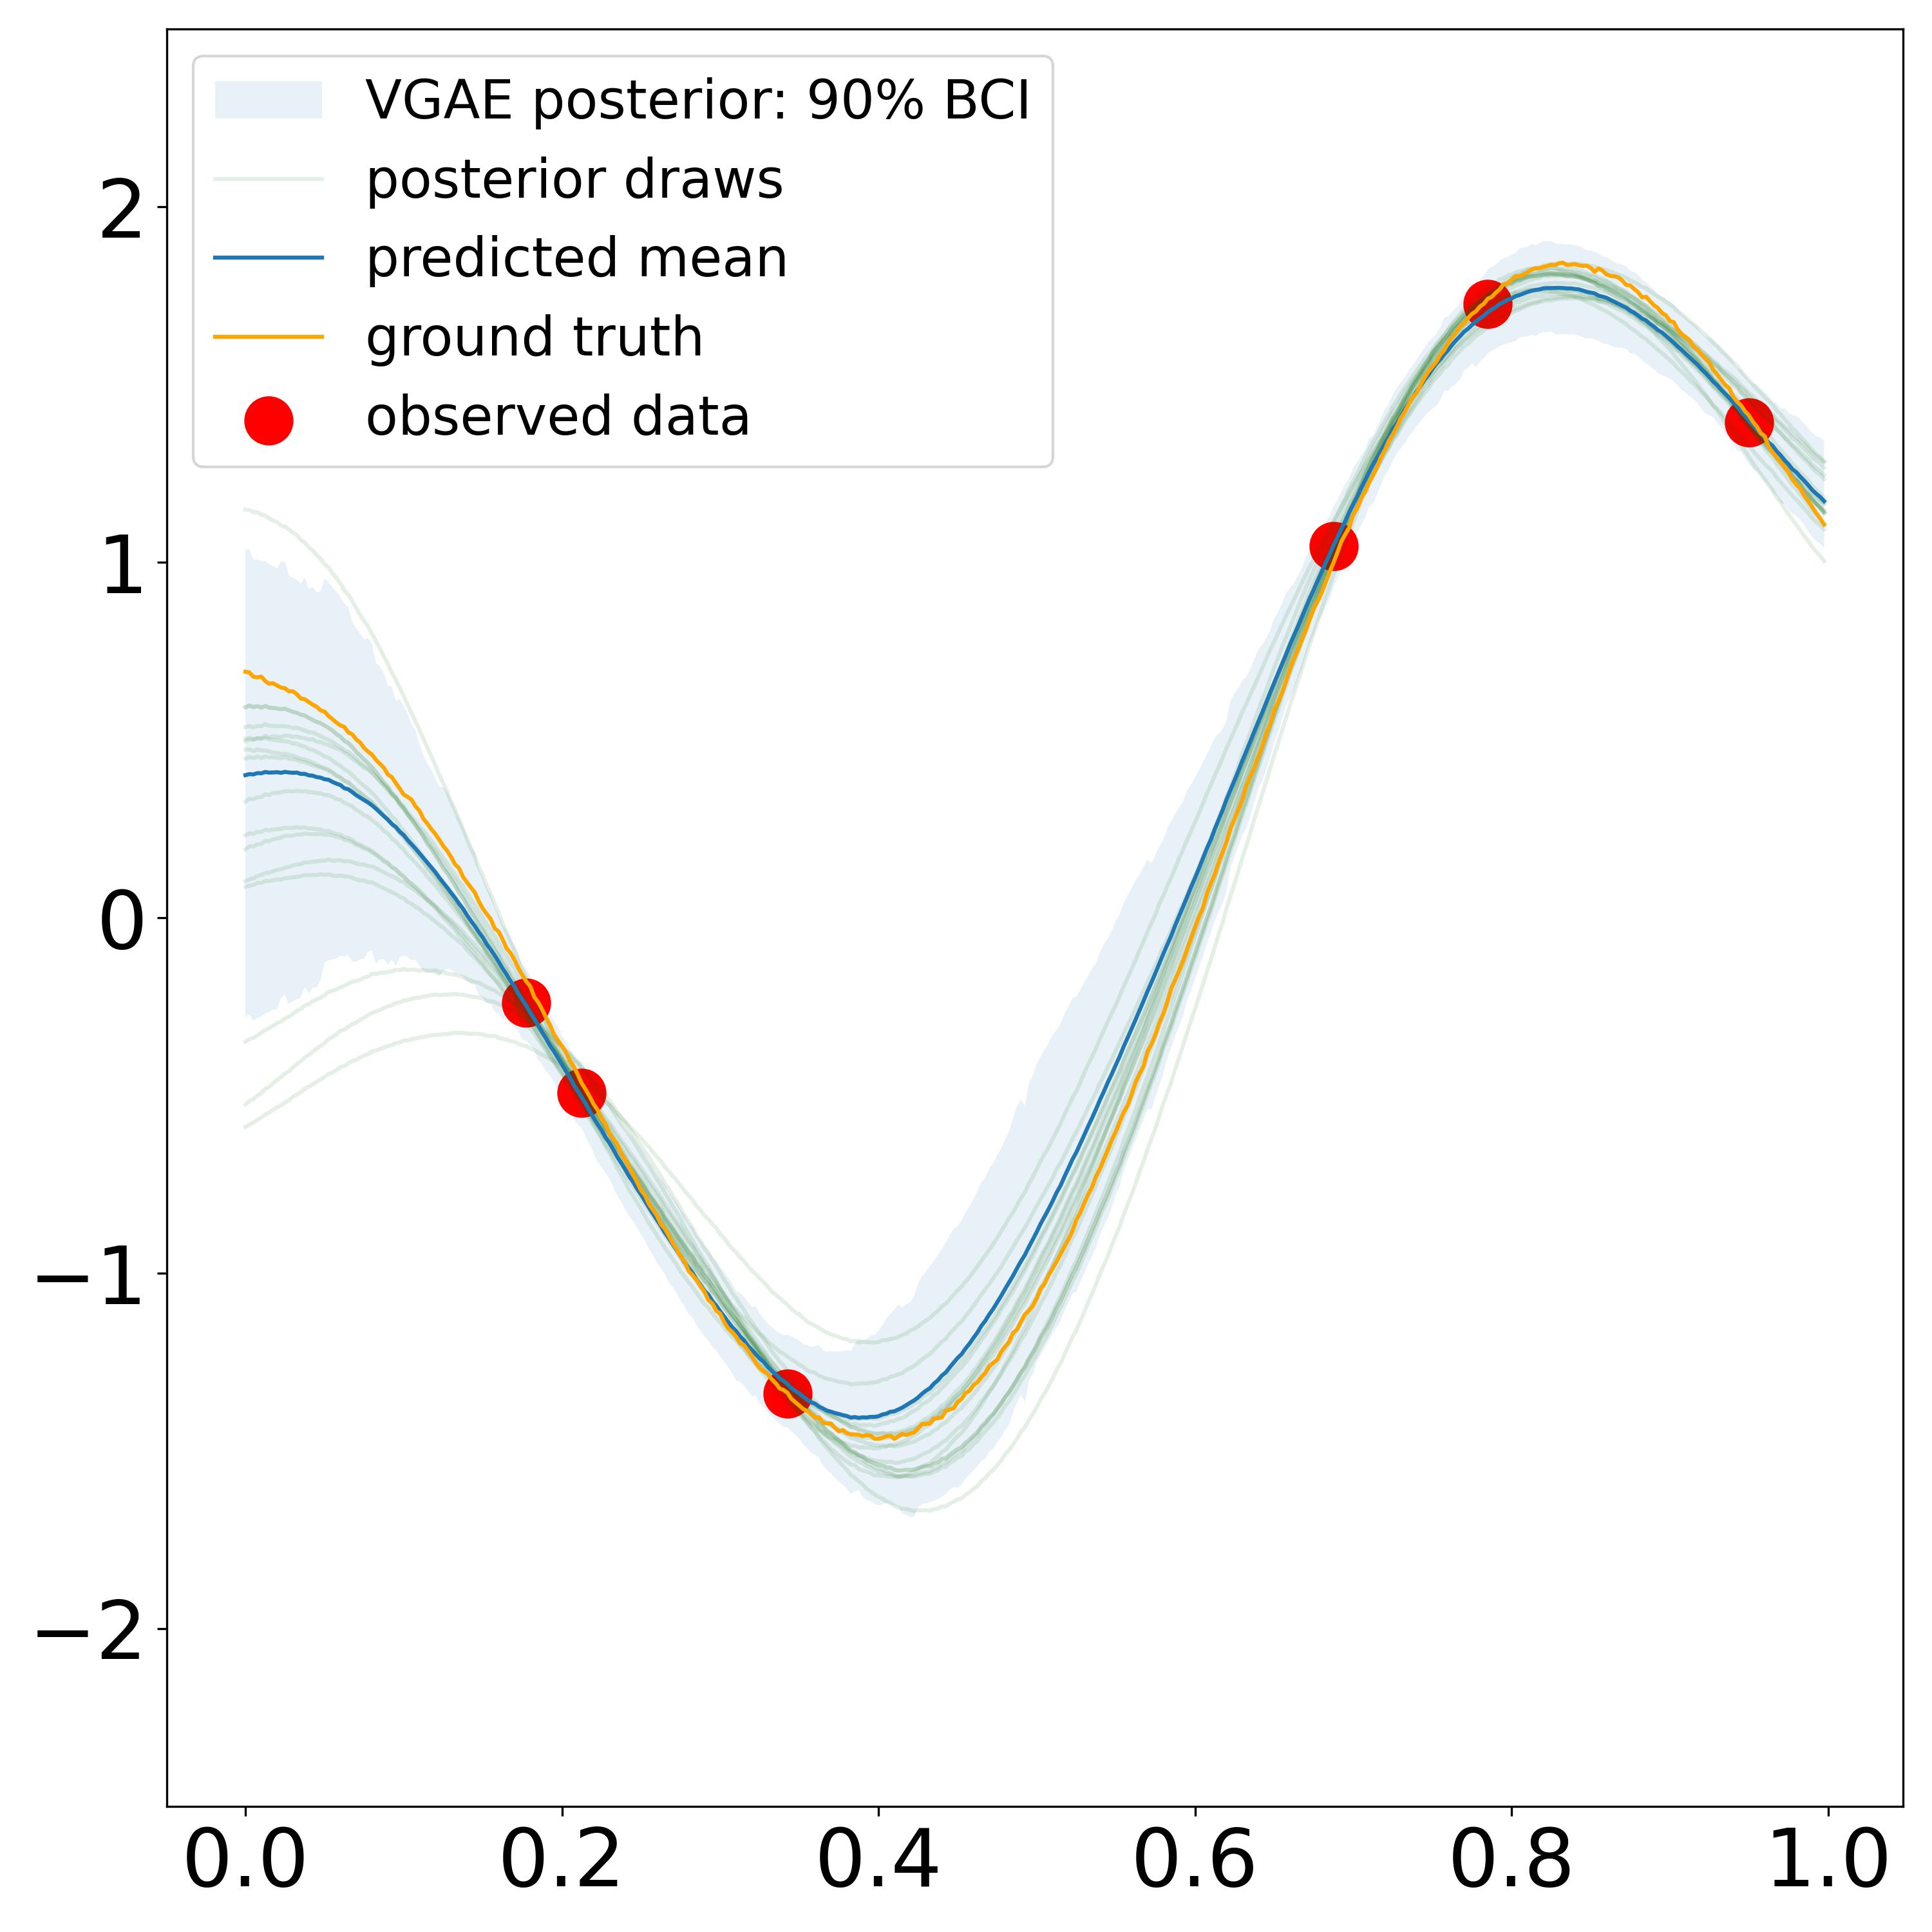 VGAE posterior: 90% BCI
posterior draws
predicted mean
ground truth
observed data
2
1
0
−1
−2
0.0 0.2 0.4 0.6 0.8 1.0